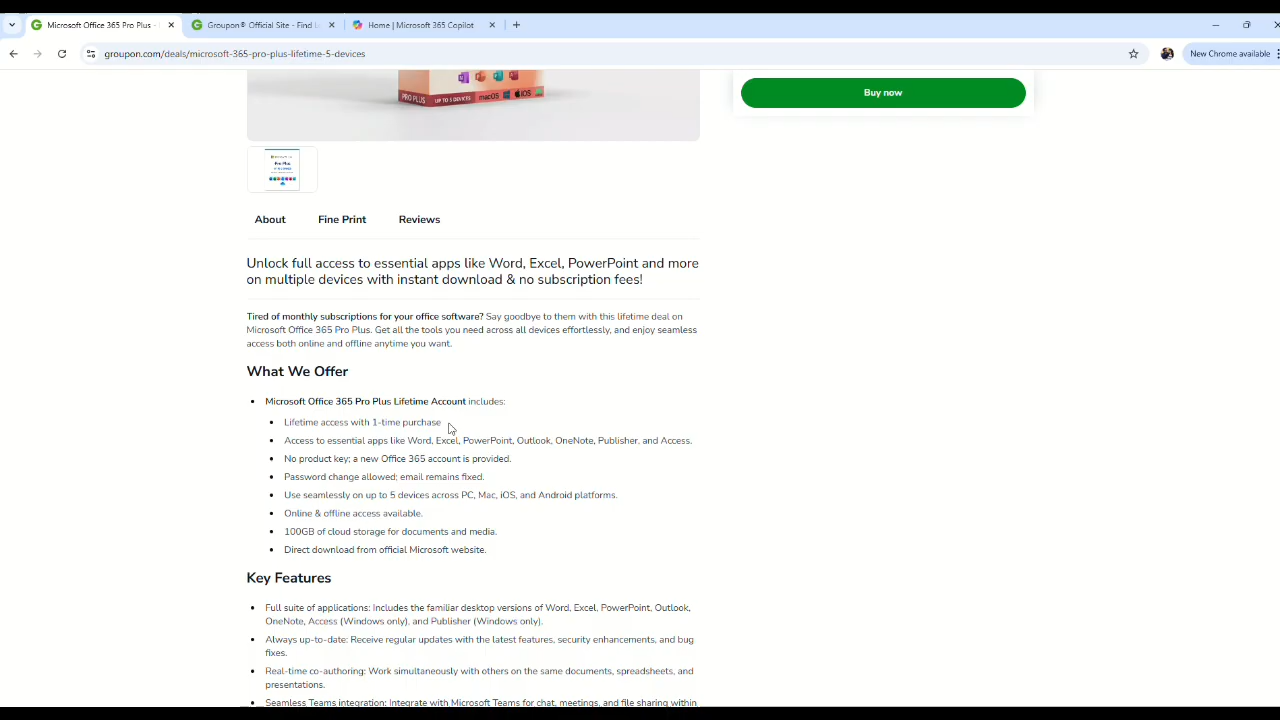 Microsoft Office 365 Pro Plus -
Groupon® Official Site - Find L
Home | Microsoft 365 Copilot
groupon.com/deals/microsoft-365-pro-plus-lifetime-5-devices
New Chrome available
PRO PLUS UP TO 5 DEVICES macOS iOS
Buy now
Pro Plus
About Fine Print Reviews
Unlock full access to essential apps like Word, Excel, PowerPoint and more
on multiple devices with instant download & no subscription fees!
Tired of monthly subscriptions for your office software? Say goodbye to them with this lifetime deal on
Microsoft Office 365 Pro Plus. Get all the tools you need across all devices effortlessly, and enjoy seamless
access both online and offline anytime you want.
What We Offer
Microsoft Office 365 Pro Plus Lifetime Account includes:
Lifetime access with 1-time purchase
Access to essential apps like Word, Excel, PowerPoint, Outlook, OneNote, Publisher, and Access.
No product key; a new Office 365 account is provided.
Password change allowed; email remains fixed.
Use seamlessly on up to 5 devices across PC, Mac, iOS, and Android platforms.
Online & offline access available.
100GB of cloud storage for documents and media.
Direct download from official Microsoft website.
Key Features
Full suite of applications: Includes the familiar desktop versions of Word, Excel, PowerPoint, Outlook,
OneNote, Access (Windows only), and Publisher (Windows only).
Always up-to-date: Receive regular updates with the latest features, security enhancements, and bug
fixes.
Real-time co-authoring: Work simultaneously with others on the same documents, spreadsheets, and
presentations.
Seamless Teams integration: Integrate with Microsoft Teams for chat, meetings, and file sharing within